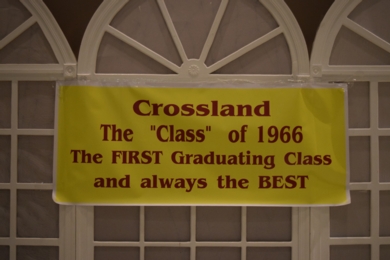 Crossland
The "Class" of 1966
The FIRST Graduating Class
and always the BEST